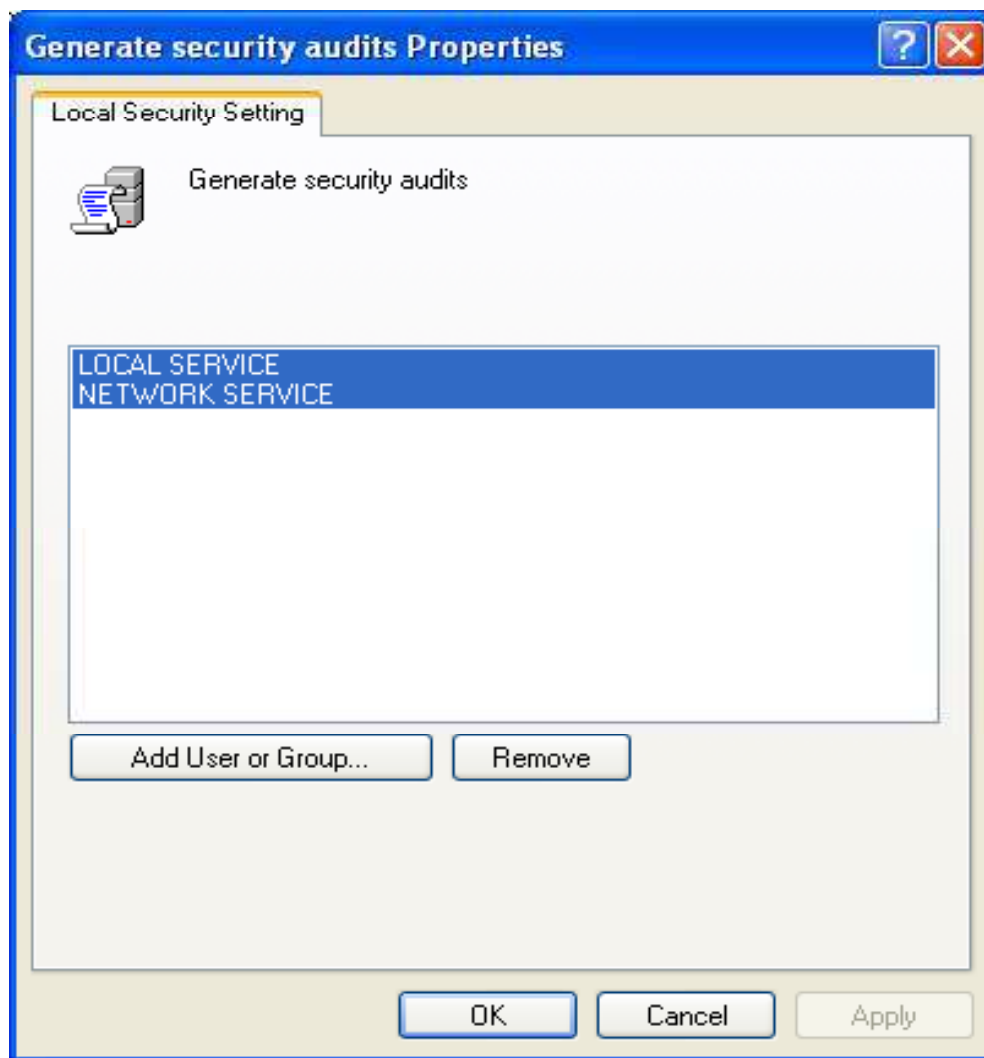 Generate security audits Properties
Local Security Setting
Generate security audits
LOCAL SERVICE
NETWORK SERVICE
Add User or Group...
Remove
OK
Cancel
Apply